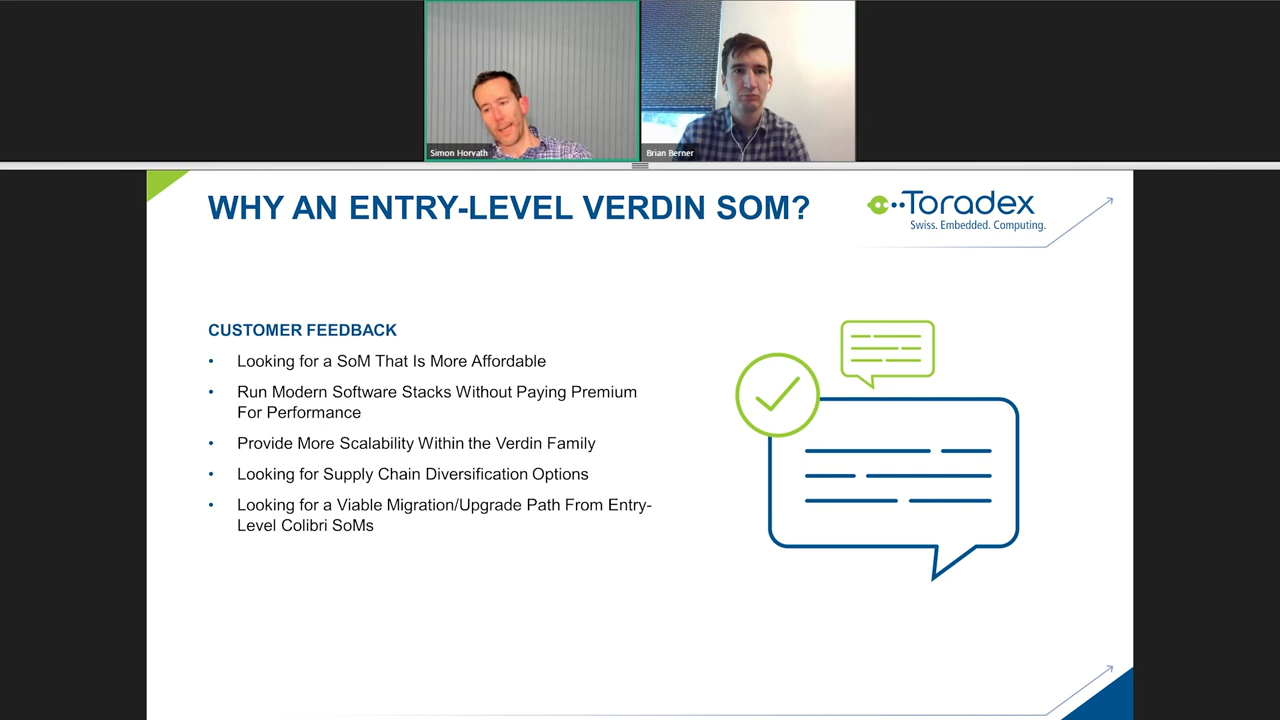 Simon Horvath
Brian Berner
WHY AN ENTRY-LEVEL VERDIN SOM?
Toradex
Swiss. Embedded. Computing.
CUSTOMER FEEDBACK
• Looking for a SoM That Is More Affordable
• Run Modern Software Stacks Without Paying Premium
For Performance
• Provide More Scalability Within the Verdin Family
• Looking for Supply Chain Diversification Options
• Looking for a Viable Migration/Upgrade Path From Entry-
Level Colibri SoMs